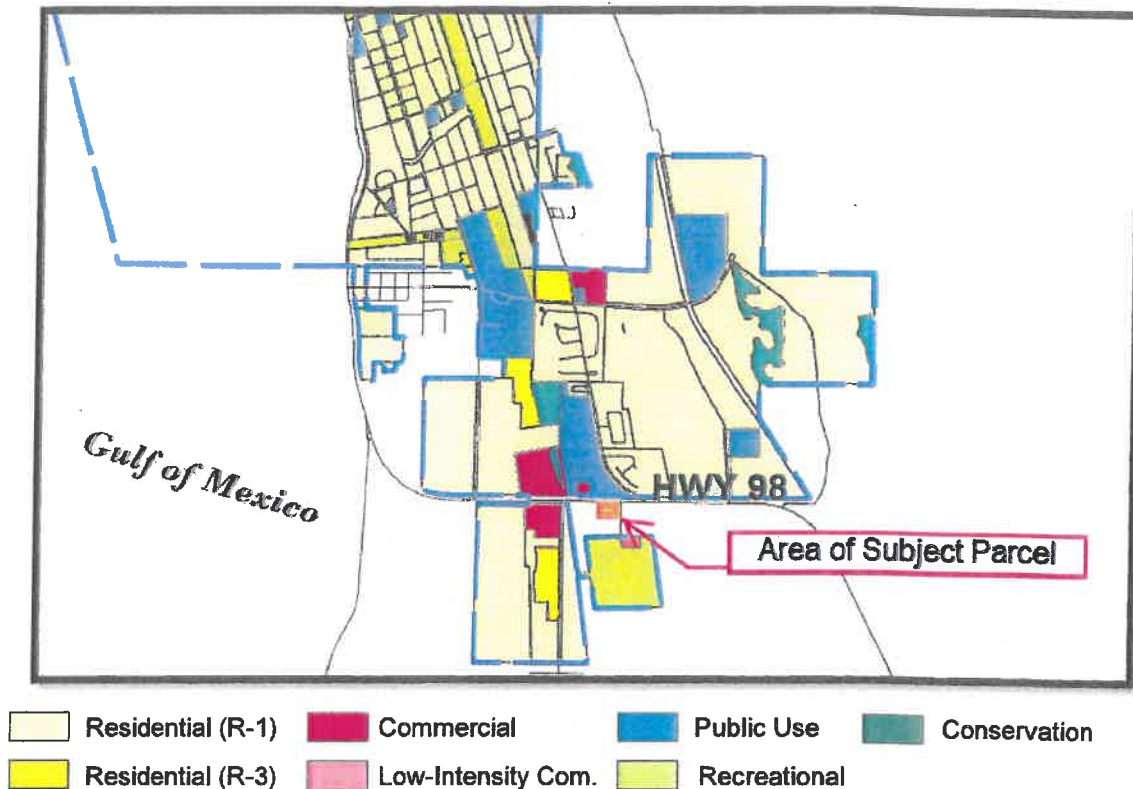 Gulf of Mexico
HWY 98
Area of Subject Parcel
Residential (R-1)
Commercial
Public Use
Conservation
Residential (R-3)
Low-Intensity Com.
Recreational